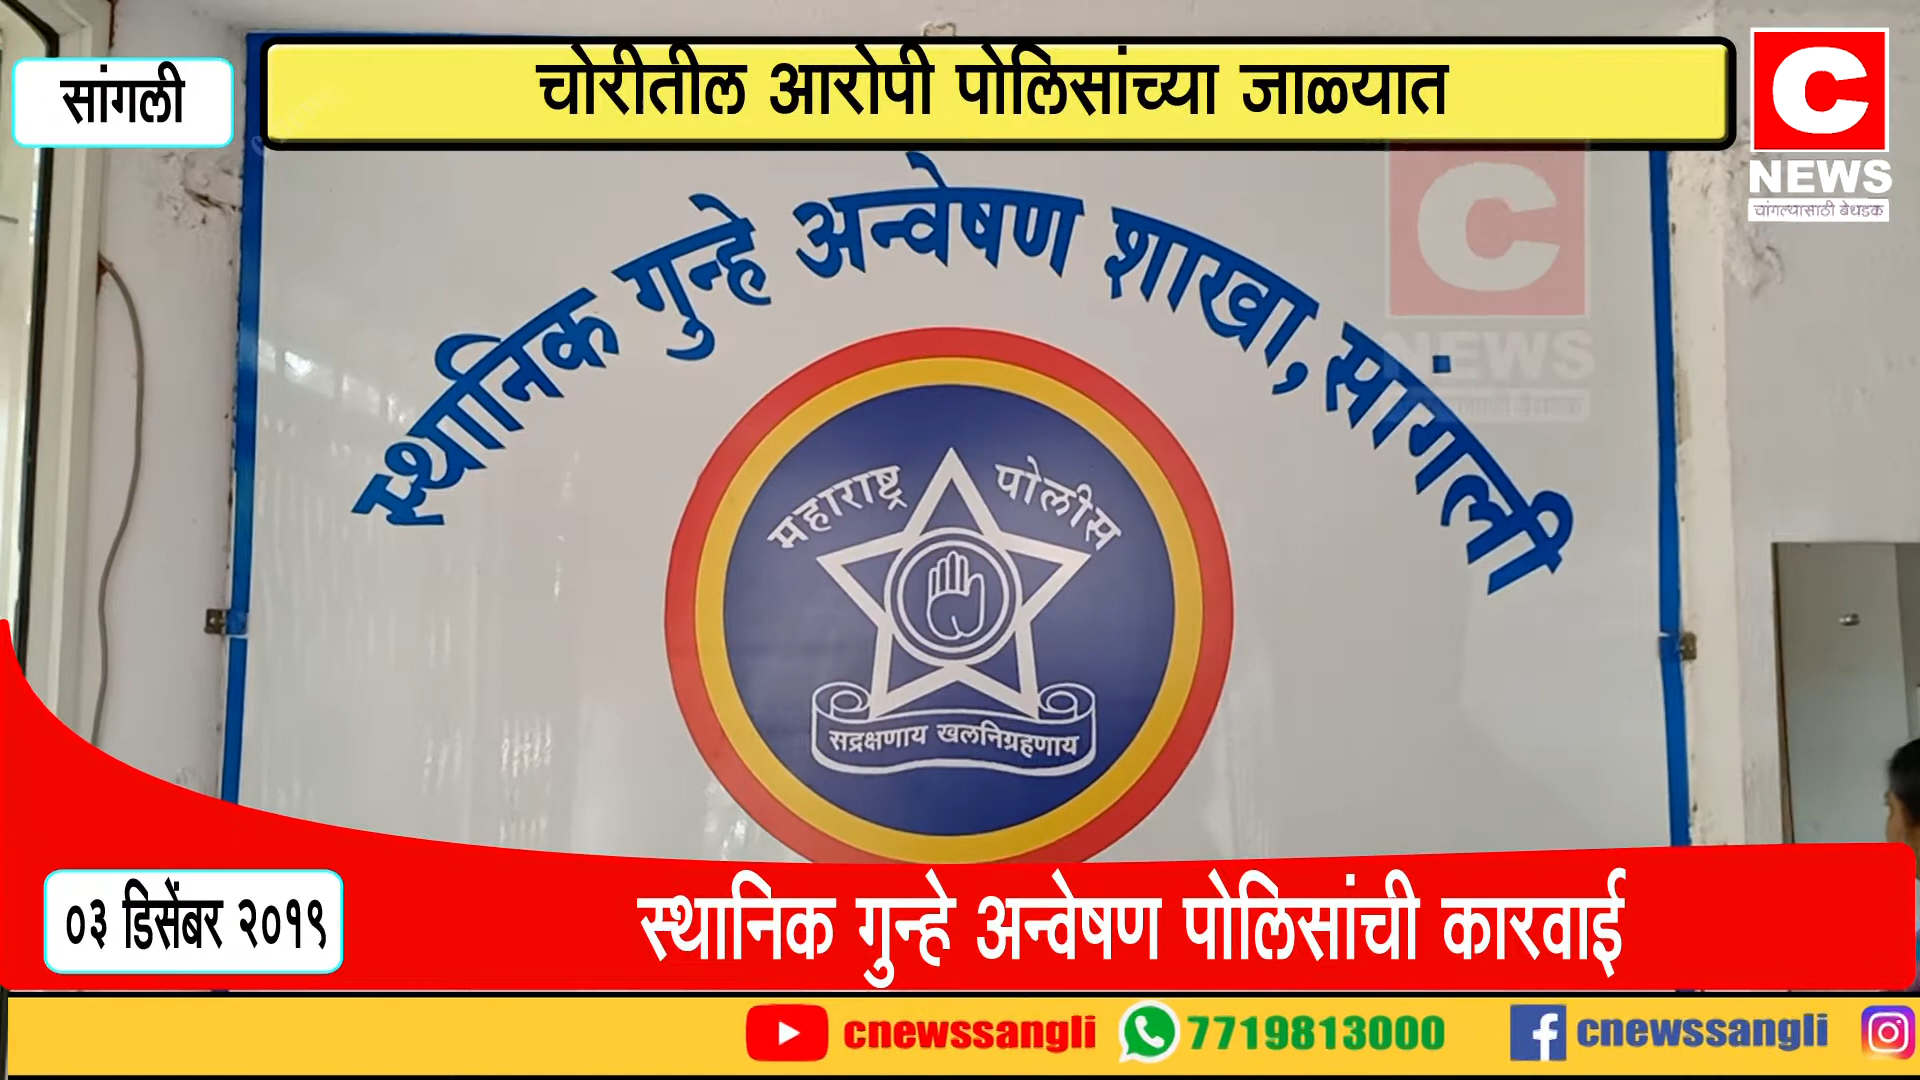 सांगली
चोरीतील आरोपी पोलिसांच्या जाळ्यात
C
NEWS
चांगल्यासाठी बेधडक
स्थानिक गुन्हे अन्वेषण शाखा, सांगली
C
NEWS
महाराष्ट्र पोलीस
सद्रक्षणाय खलनिग्रहणाय
०३ डिसेंबर २०१९
स्थानिक गुन्हे अन्वेषण पोलिसांची कारवाई
cnewssangli 7719813000 cnewssangli